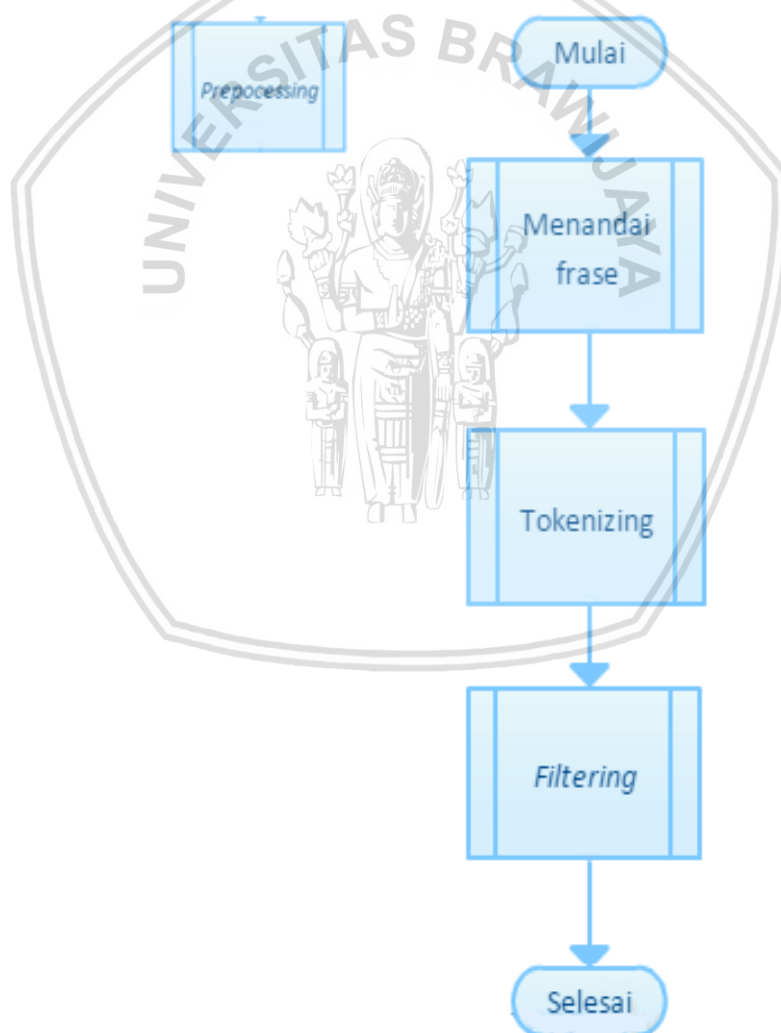 UNIVERSITAS BRAWIJAYA
Prepocessing
Mulai
Menandai
frase
Tokenizing
Filtering
Selesai